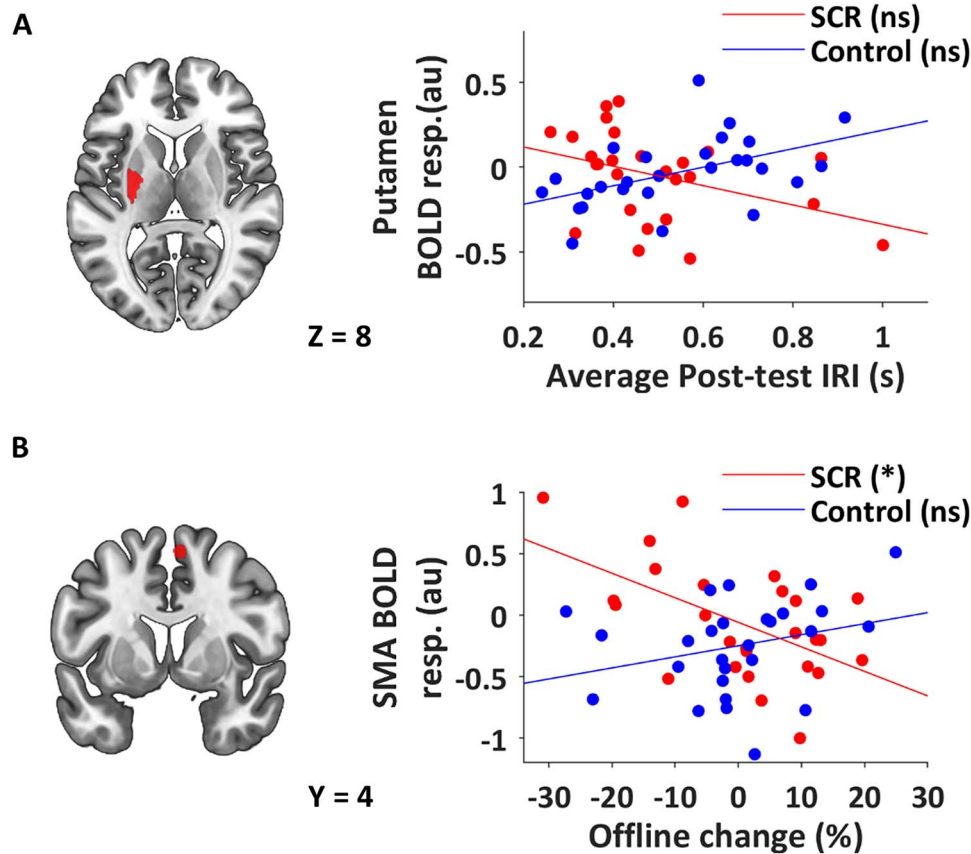 A
Z = 8
SCR (ns)
Control (ns)
Putamen
BOLD resp.(au)
0.5
0
-0.5
0.2 0.4 0.6 0.8 1
Average Post-test IRI (s)
B
Y = 4
SCR (*)
Control (ns)
SMA BOLD
resp. (au)
1
0.5
0
-0.5
-1
-30 -20 -10 0 10 20 30
Offline change (%)